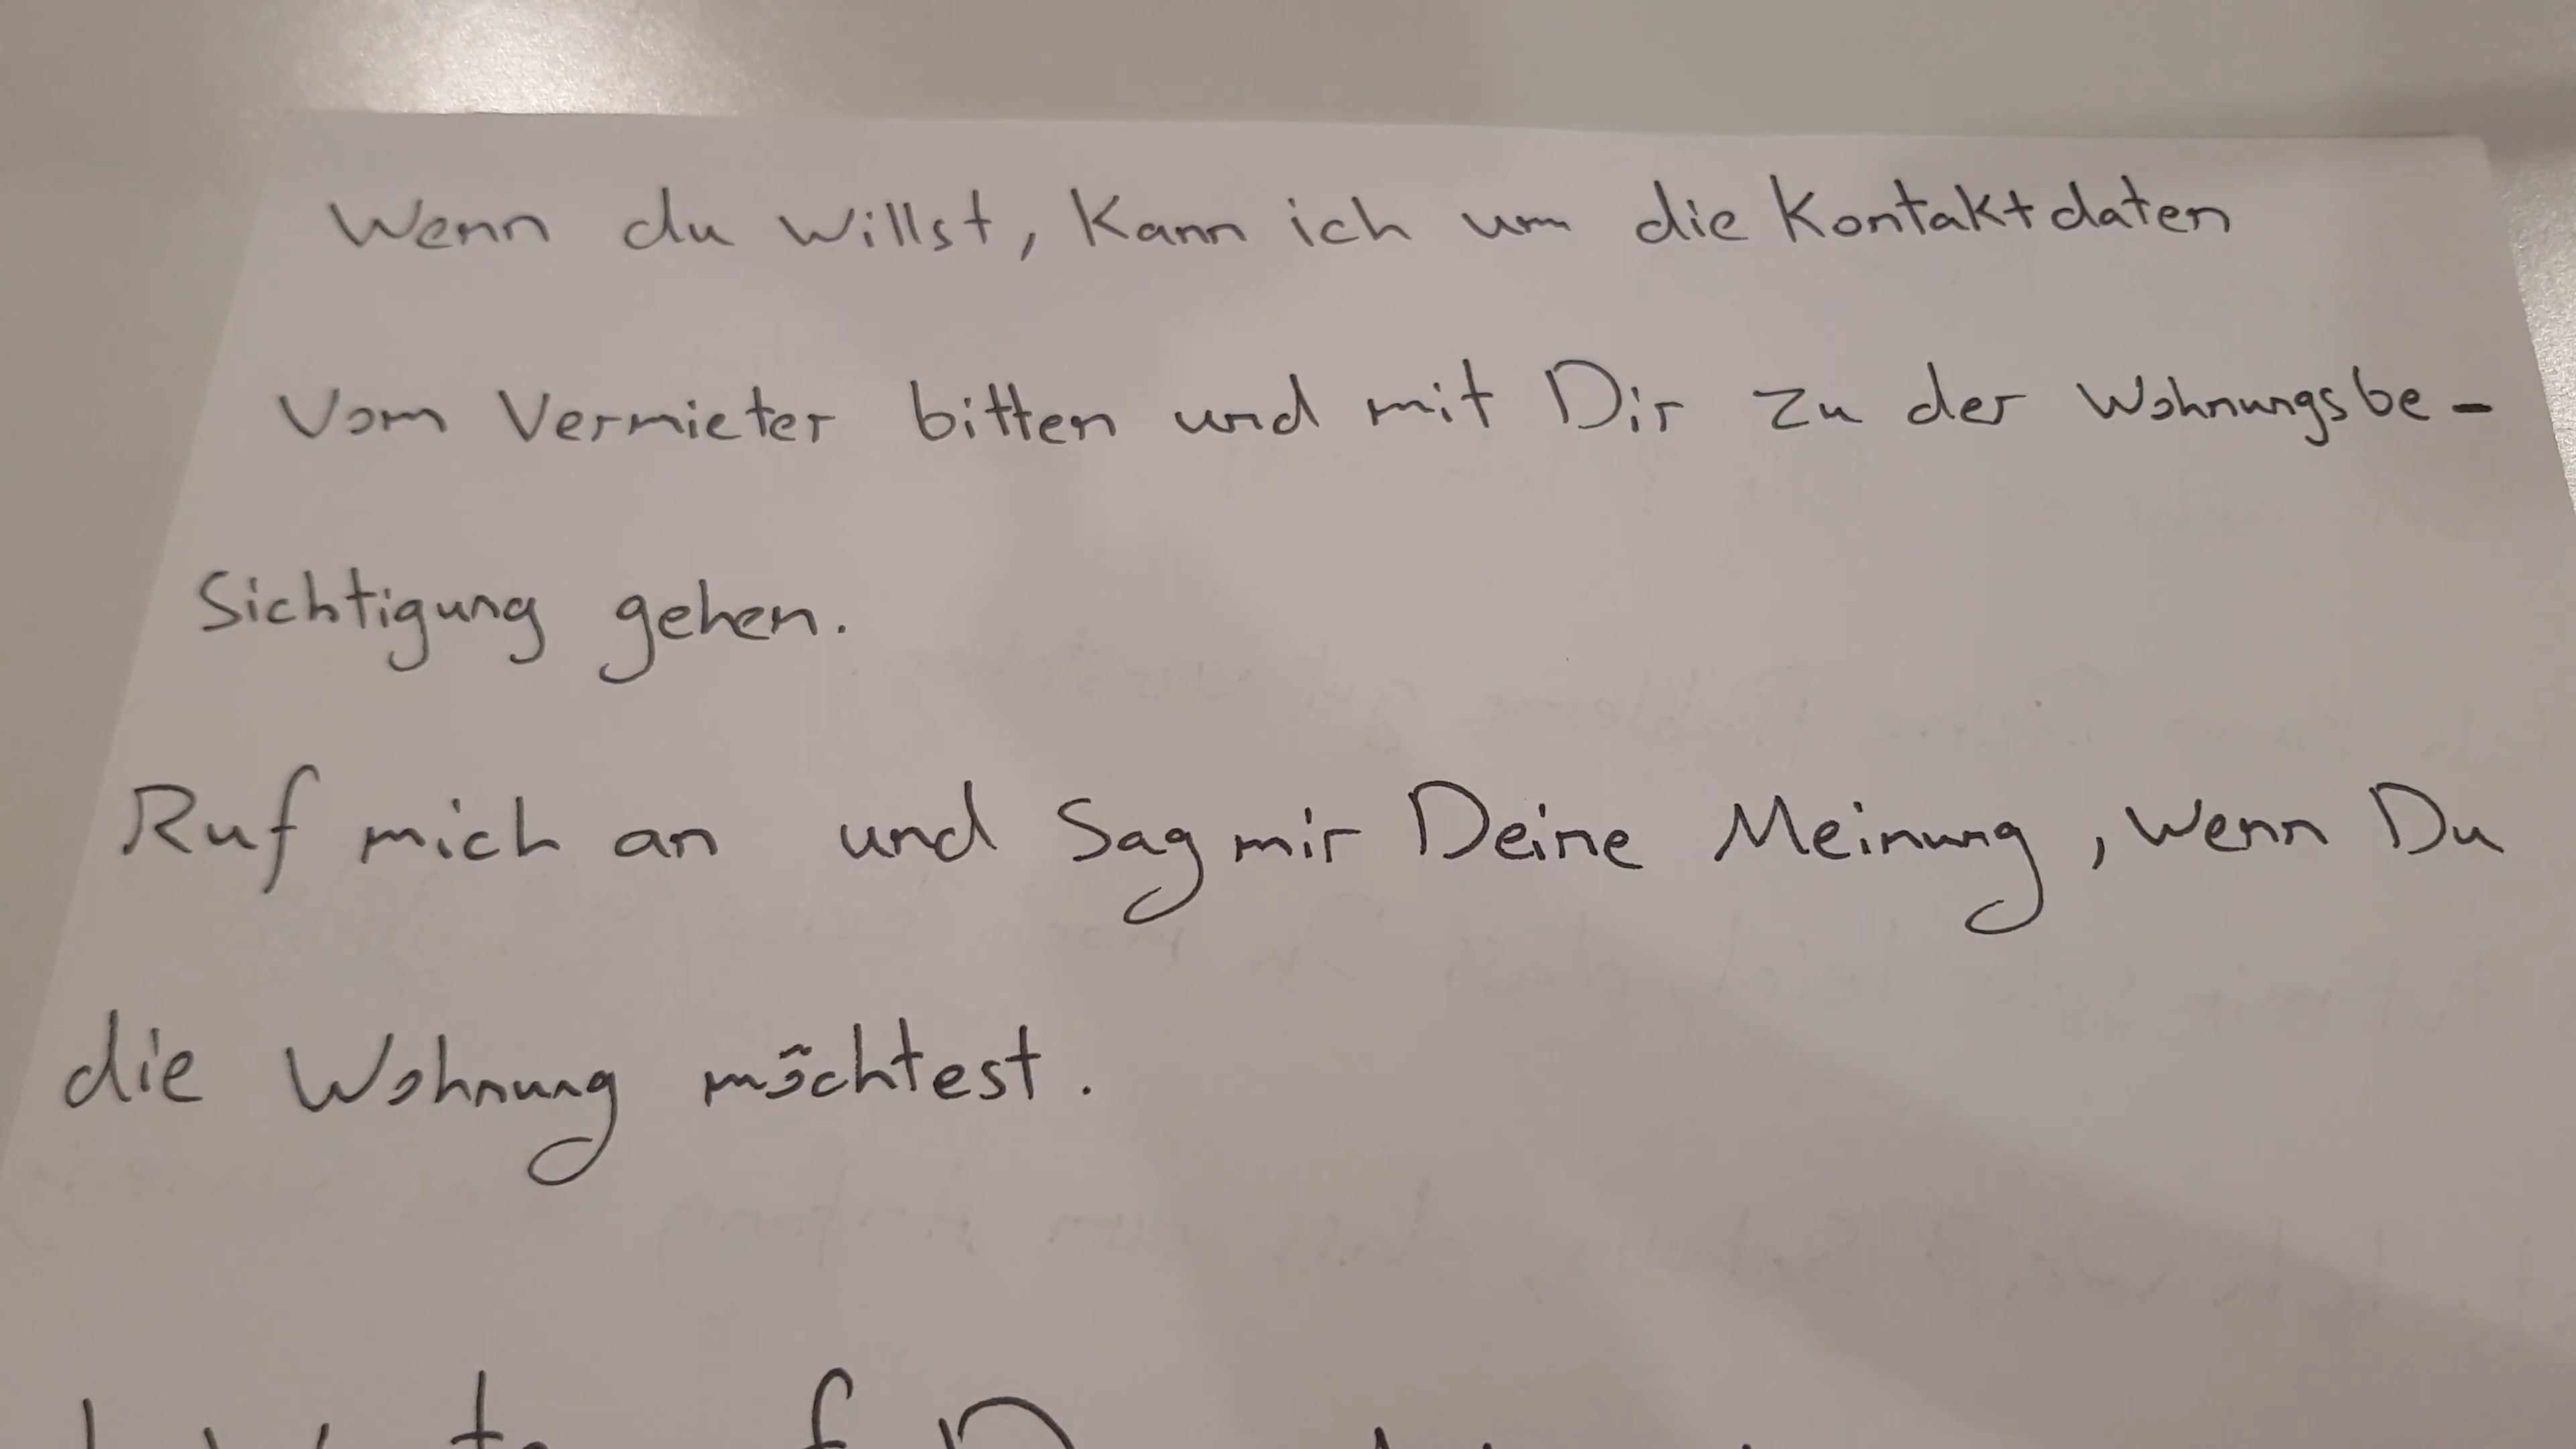 Wenn du willst, kann ich um die Kontaktdaten
vom Vermieter bitten und mit Dir zu der Wohnungsbe-
sichtigung gehen.
Ruf mich an und sag mir Deine Meinung, wenn Du
die Wohnung möchtest.